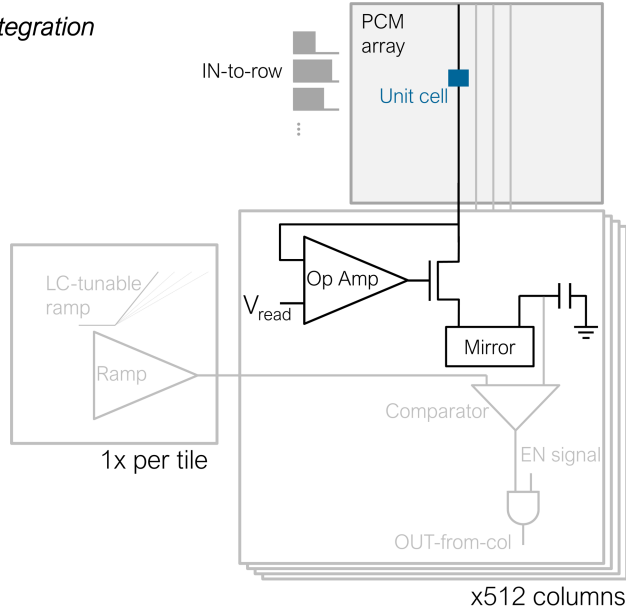 tegration
PCM
array
IN-to-row
Unit cell
LC-tunable
ramp
Op Amp
Vread
Mirror
Ramp
Comparator
1x per tile
EN signal
OUT-from-col
x512 columns